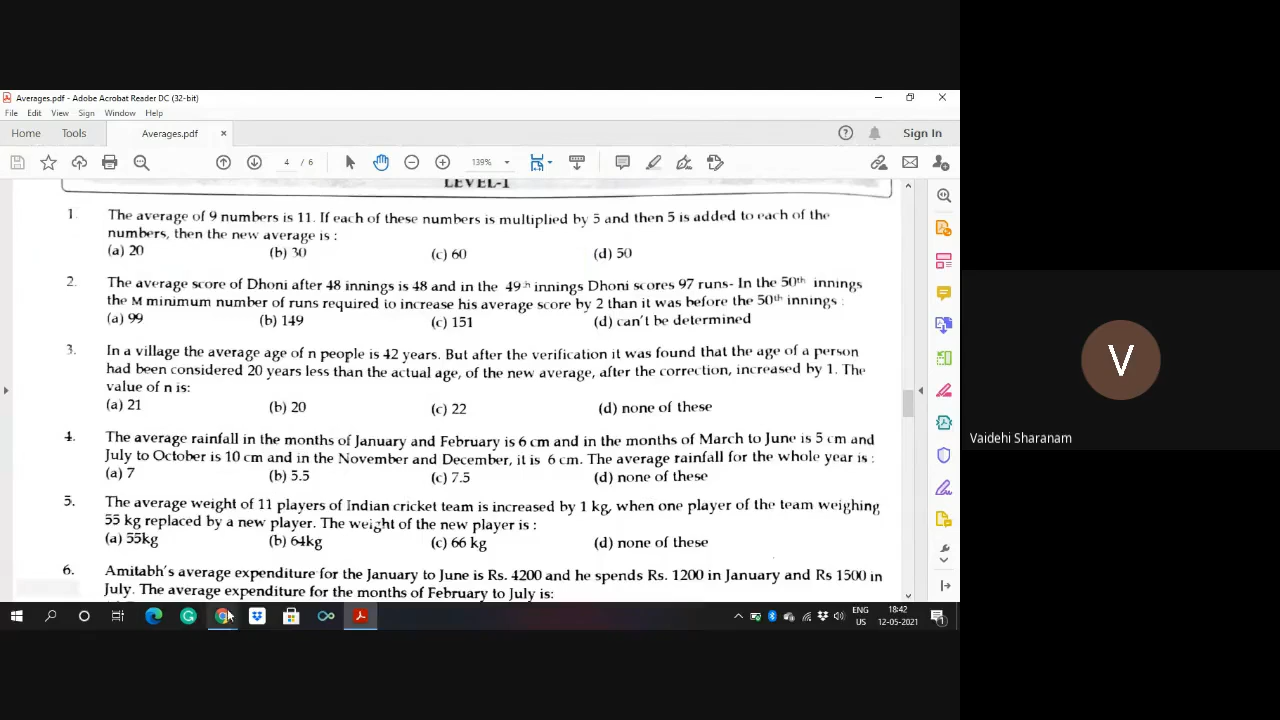 Averages.pdf - Adobe Acrobat Reader DC (32-bit)
File Edit View Sign Window Help
Home Tools Averages.pdf × Sign In
4 / 6 139%
LEVEL-1
1. The average of 9 numbers is 11. If each of these numbers is multiplied by 5 and then 5 is added to each of the
numbers, then the new average is :
(a) 20 (b) 30 (c) 60 (d) 50
2. The average score of Dhoni after 48 innings is 48 and in the 49th innings Dhoni scores 97 runs- In the 50th innings
the M minimum number of runs required to increase his average score by 2 than it was before the 50th innings :
(a) 99 (b) 149 (c) 151 (d) can't be determined
3. In a village the average age of n people is 42 years. But after the verification it was found that the age of a person
had been considered 20 years less than the actual age, of the new average, after the correction, increased by 1. The
value of n is:
(a) 21 (b) 20 (c) 22 (d) none of these
4. The average rainfall in the months of January and February is 6 cm and in the months of March to June is 5 cm and
July to October is 10 cm and in the November and December, it is 6 cm. The average rainfall for the whole year is :
(a) 7 (b) 5.5 (c) 7.5 (d) none of these
5. The average weight of 11 players of Indian cricket team is increased by 1 kg, when one player of the team weighing
55 kg replaced by a new player. The weight of the new player is :
(a) 55kg (b) 64kg (c) 66 kg (d) none of these
6. Amitabh's average expenditure for the January to June is Rs. 4200 and he spends Rs. 1200 in January and Rs 1500 in
July. The average expenditure for the months of February to July is:
V
Vaidehi Sharanam
ENG 18:42
US 12-05-2021 1